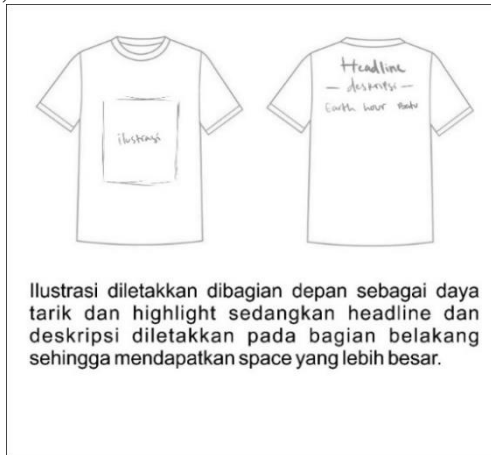 ilustrasi
Headline
— deskripsi —
Earth hour Batu
Ilustrasi diletakkan dibagian depan sebagai daya
tarik dan highlight sedangkan headline dan
deskripsi diletakkan pada bagian belakang
sehingga mendapatkan space yang lebih besar.